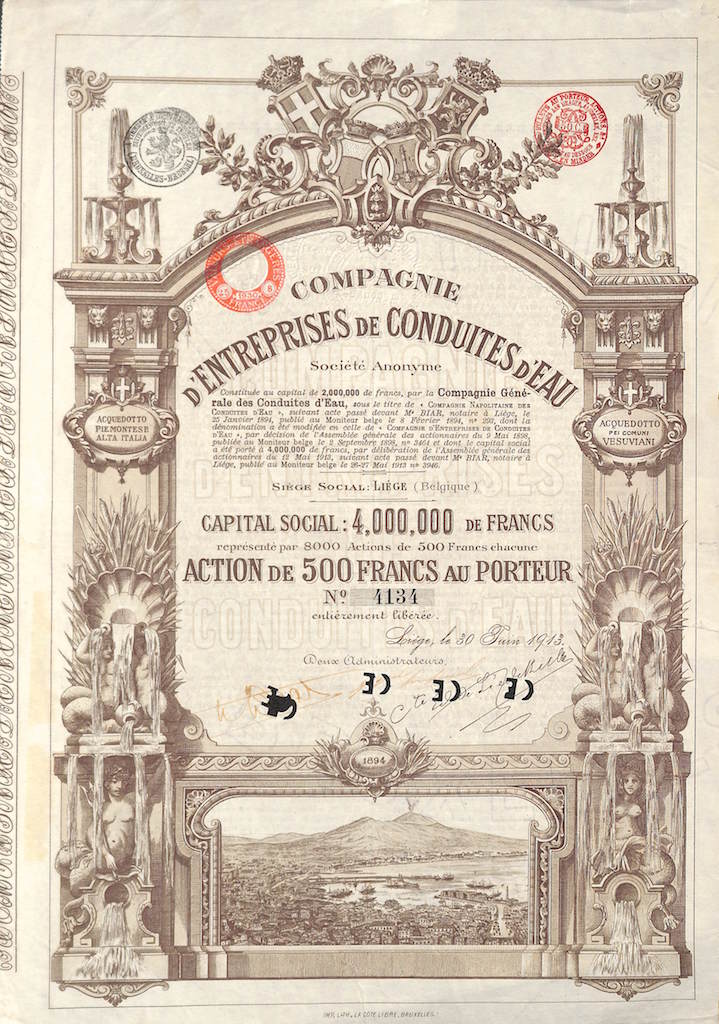 COMPAGNIE
D'ENTREPRISES DE CONDUITES D'EAU
Société Anonyme
Constituée au capital de 2,000,000 de francs, par la Compagnie Géné-
rale des Conduites d'Eau, sous le titre de « COMPAGNIE NAPOLITAINE DES
CONDUITES D'EAU », suivant acte passé devant Me BIAR, notaire à Liége, le
25 Janvier 1894, publié au Moniteur belge le 8 Février 1894, no 293, dont la
dénomination a été modifiée en celle de « COMPAGNIE D'ENTREPRISES DE CONDUITES
D'EAU », par décision de l'Assemblée générale des actionnaires du 9 Mai 1898,
publiée au Moniteur belge le 2 Septembre 1898, no 3464 et dont le capital social
a été porté à 4,000,000 de francs, par délibération de l'Assemblée générale des
actionnaires du 12 Mai 1913, suivant acte passé devant Me BIAR, notaire à
Liége, publié au Moniteur belge le 26-27 Mai 1913 no 3946.
SIÉGE SOCIAL: LIÉGE (Belgique)
CAPITAL SOCIAL: 4,000,000 DE FRANCS
représenté par 8000 Actions de 500 Francs chacune
ACTION DE 500 FRANCS AU PORTEUR
No 4134
entièrement libérée.
Liége, le 30 Juin 1913.
Deux Administrateurs,
ACQUEDOTTO
PIEMONTESE
ALTA ITALIA
ACQUEDOTTO
PEI COMUNI
VESUVIANI
1894
IMP. LITH. LA COTE LIBRE, BRUXELLES.